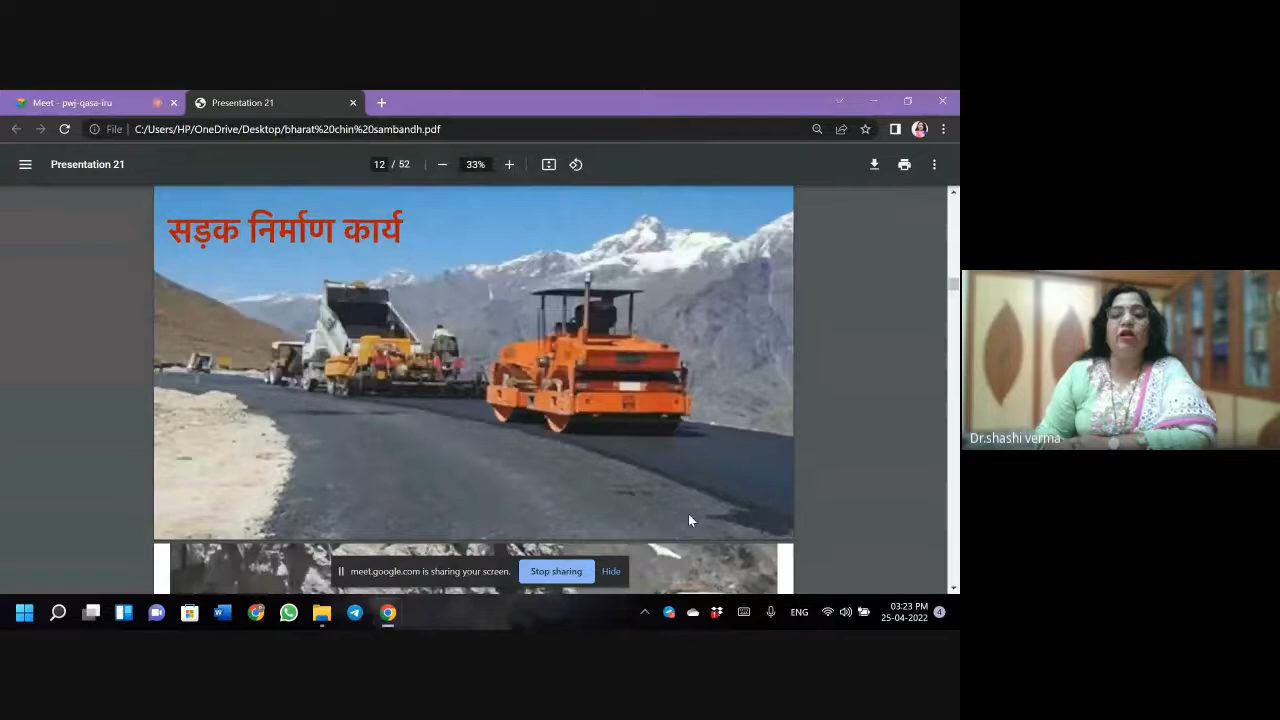 Meet - pwj-qasa-iru
Presentation 21
File
C:/Users/HP/OneDrive/Desktop/bharat%20chin%20sambandh.pdf
Presentation 21
12 / 52
33%
सड़क निर्माण कार्य
Dr.shashi verma
meet.google.com is sharing your screen.
Stop sharing
Hide
ENG
03:23 PM
25-04-2022
4